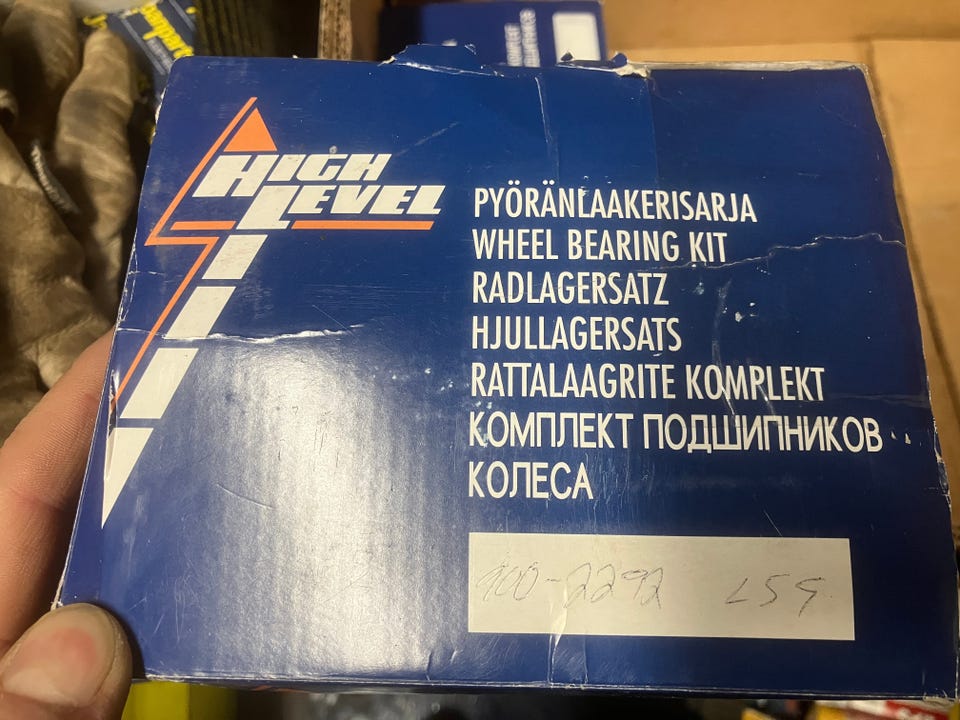 HIGH
LEVEL
PYÖRÄNLAAKERISARJA
WHEEL BEARING KIT
RADLAGERSATZ
HJULLAGERSATS
RATTALAAGRITE KOMPLEKT
КОМПЛЕКТ ПОДШИПНИКОВ
КОЛЕСА
100-2292